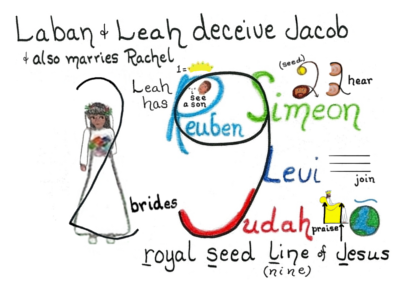 Laban & Leah deceive Jacob
& also marries Rachel
1=
(seed)
Leah has
see a son
Reuben
Simeon
hear
Levi
join
2 brides
9
Judah
praise
royal seed Line of Jesus
(nine)